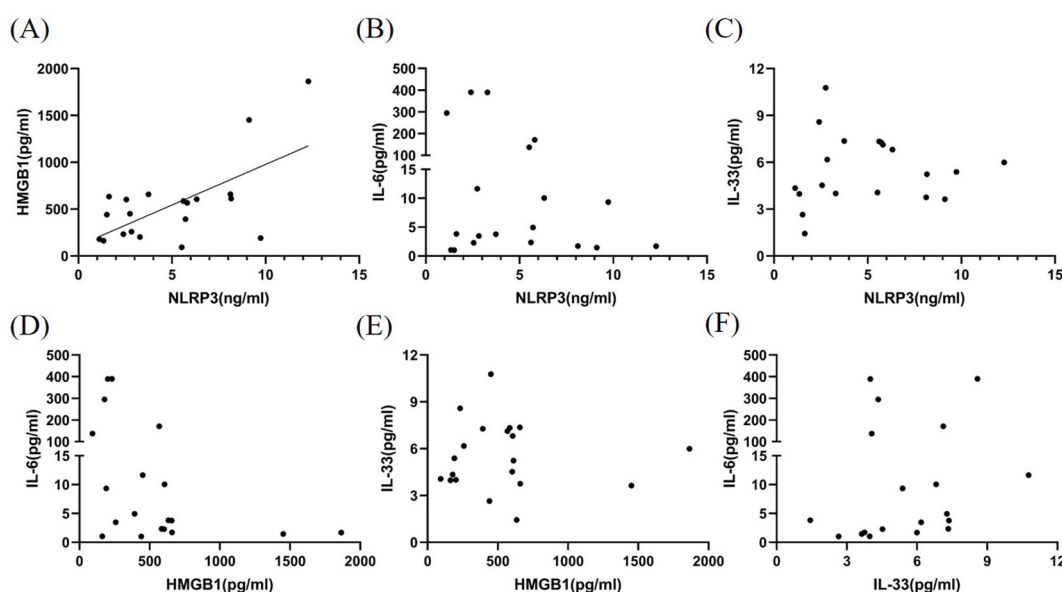 (A)
(B)
(C)
HMGB1(pg/ml)
2000
1500
1000
500
0
0 5 10 15
NLRP3(ng/ml)
IL-6(pg/ml)
500
400
300
200
100
15
10
5
0
0 5 10 15
NLRP3(ng/ml)
IL-33(pg/ml)
12
9
6
3
0
0 5 10 15
NLRP3(ng/ml)
(D)
(E)
(F)
IL-6(pg/ml)
500
400
300
200
100
15
10
5
0
0 500 1000 1500 2000
HMGB1(pg/ml)
IL-33(pg/ml)
12
9
6
3
0
0 500 1000 1500 2000
HMGB1(pg/ml)
IL-6(pg/ml)
500
400
300
200
100
15
10
5
0
0 3 6 9 12
IL-33(pg/ml)